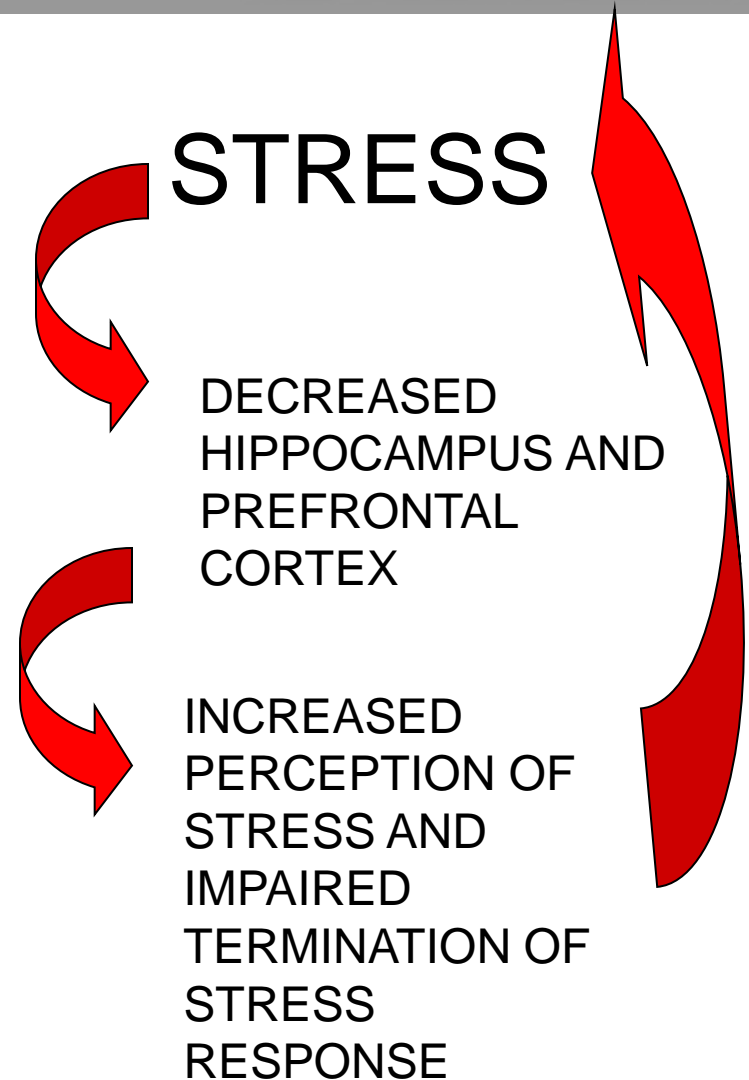 STRESS
DECREASED
HIPPOCAMPUS AND
PREFRONTAL
CORTEX
INCREASED
PERCEPTION OF
STRESS AND
IMPAIRED
TERMINATION OF
STRESS
RESPONSE